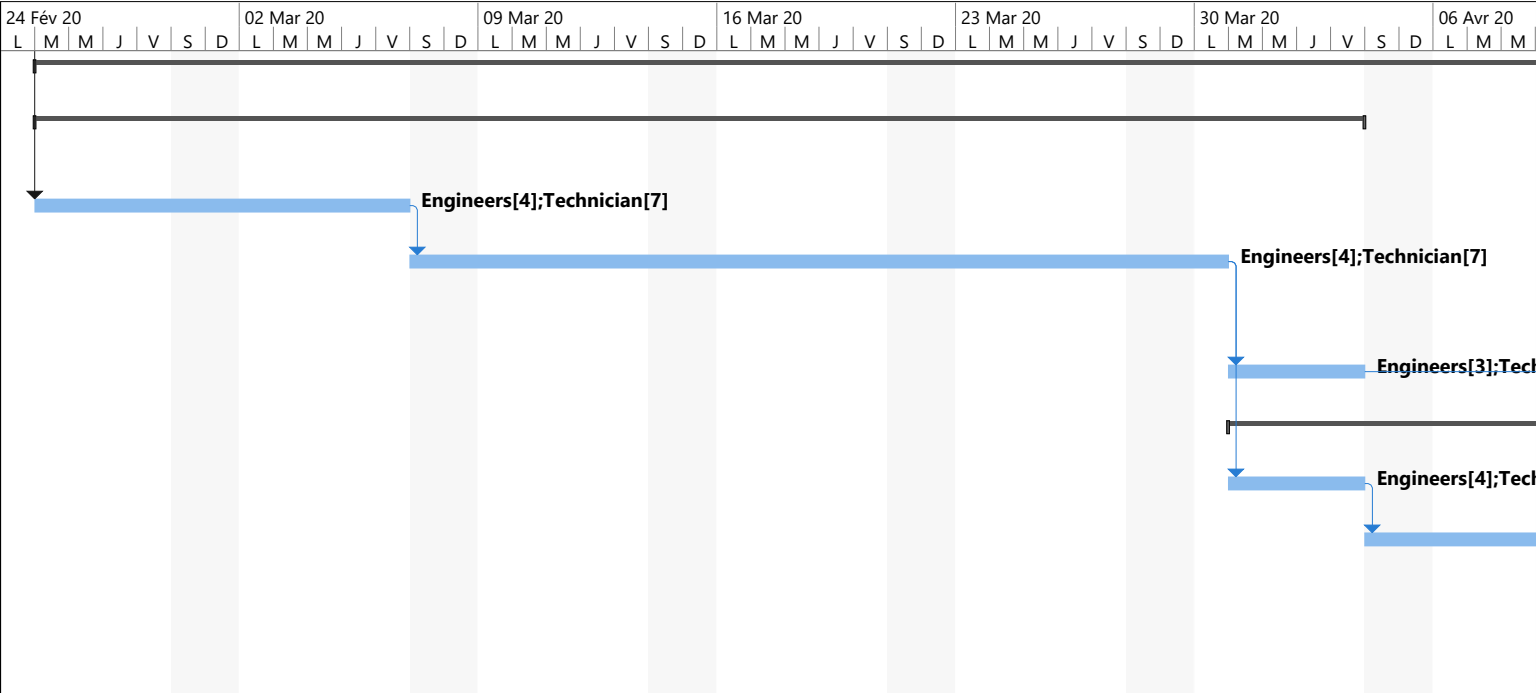 24 Fév 20 02 Mar 20 09 Mar 20 16 Mar 20 23 Mar 20 30 Mar 20 06 Avr 20
L M M J V S D L M M J V S D L M M J V S D L M M J V S D L M M J V S D L M M J V S D L M M
Engineers[4];Technician[7]
Engineers[4];Technician[7]
Engineers[3];Tech
Engineers[4];Tech